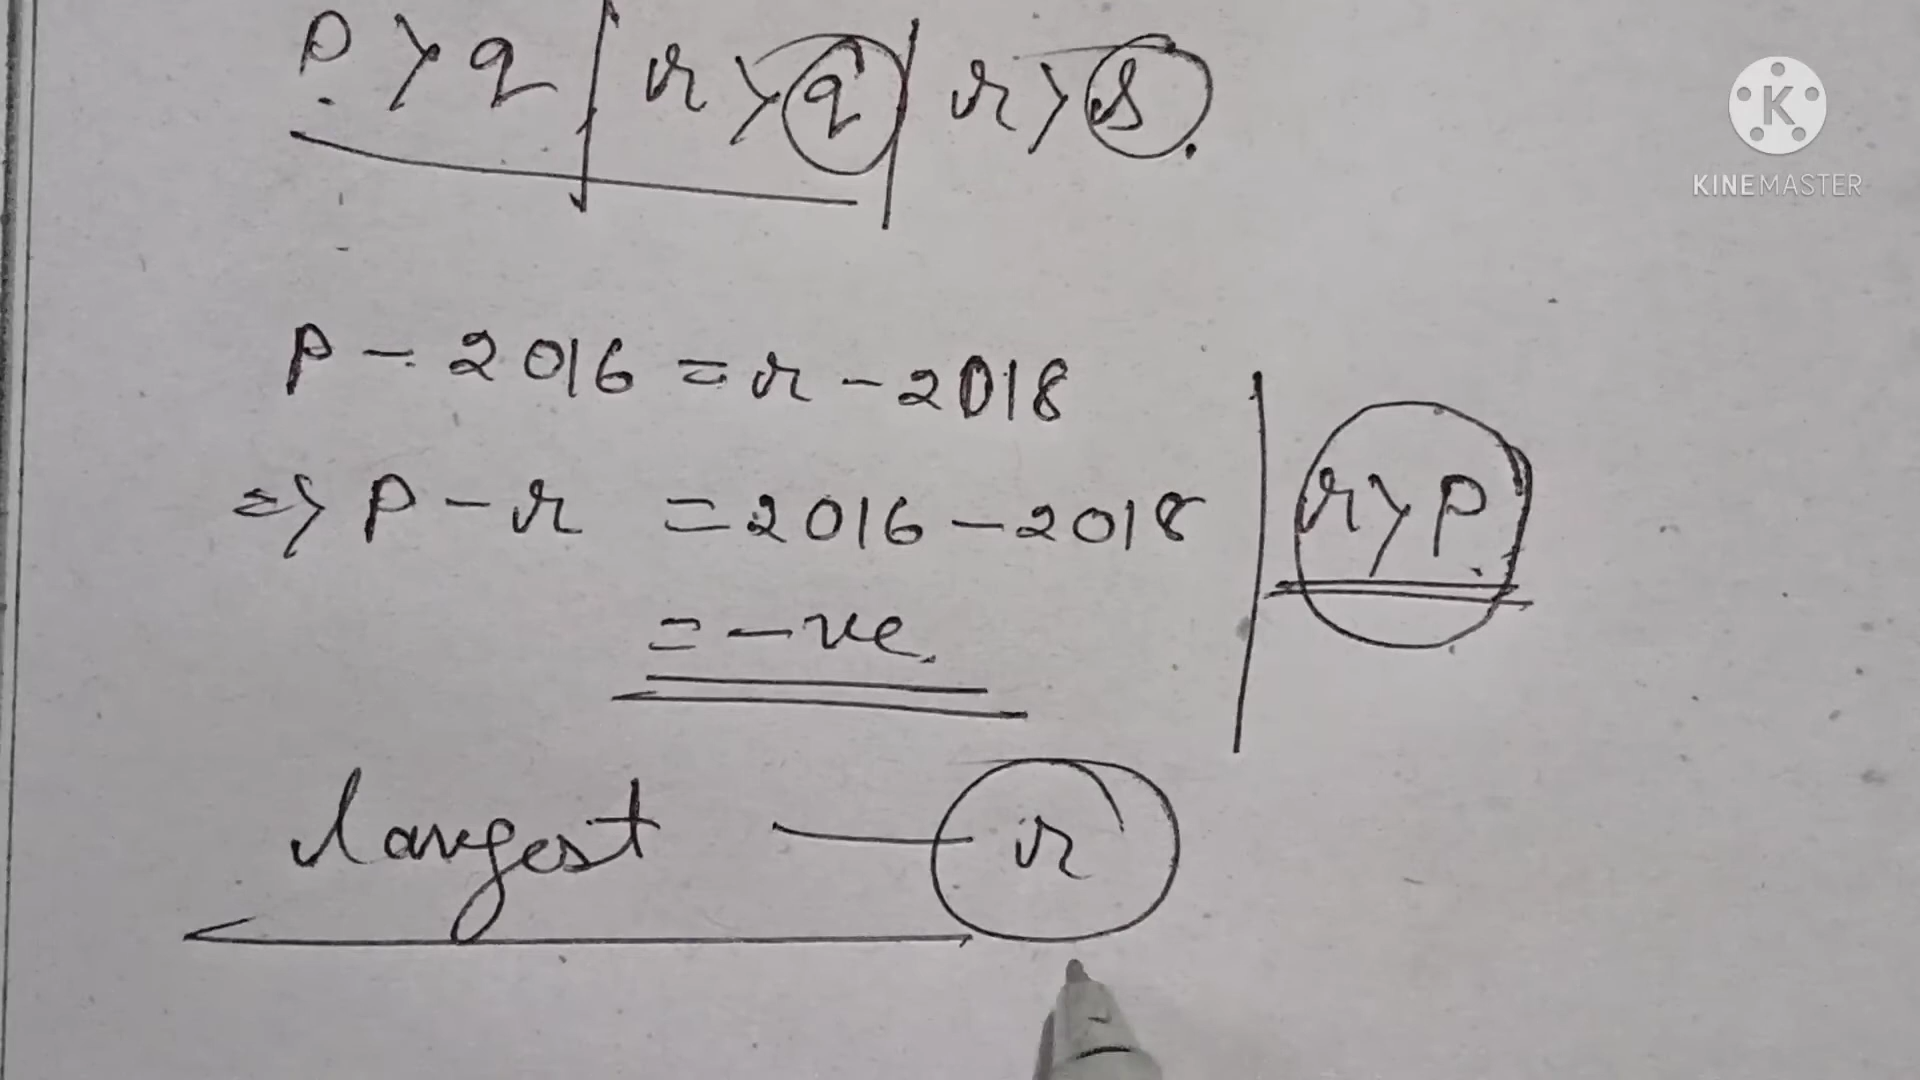 p > q | r > q | r > s.
K
KINEMASTER
p - 2016 = r - 2018
=> p - r = 2016 - 2018
r > p.
= -ve.
largest — r